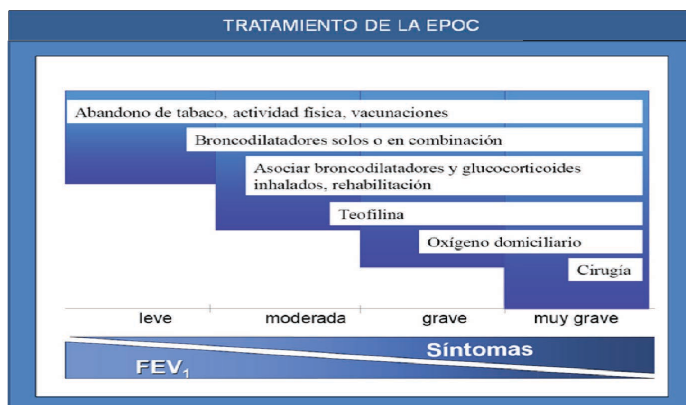 TRATAMIENTO DE LA EPOC
Abandono de tabaco, actividad física, vacunaciones
Broncodilatadores solos o en combinación
Asociar broncodilatadores y glucocorticoides
inhalados, rehabilitación
Teofilina
Oxígeno domiciliario
Cirugía
leve moderada grave muy grave
Síntomas
FEV₁